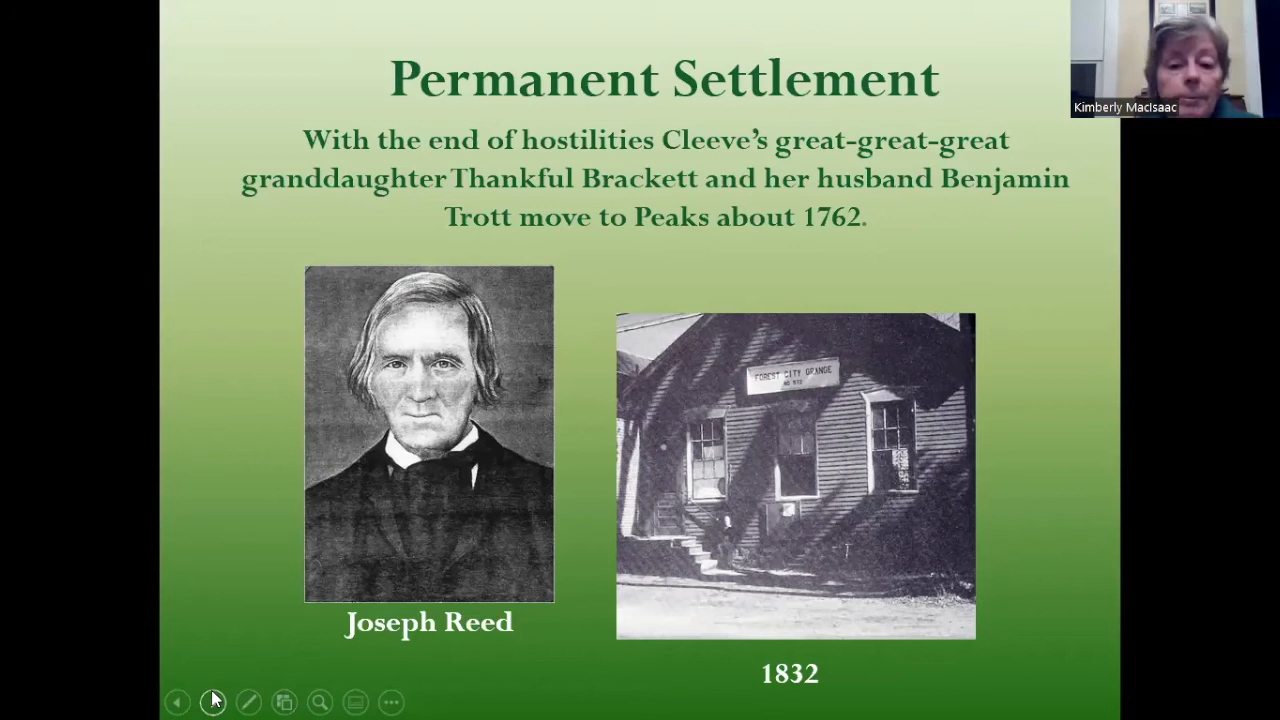 Permanent Settlement
With the end of hostilities Cleeve's great-great-great
granddaughter Thankful Brackett and her husband Benjamin
Trott move to Peaks about 1762.
Kimberly MacIsaac
FOREST CITY GRANGE
Joseph Reed
1832